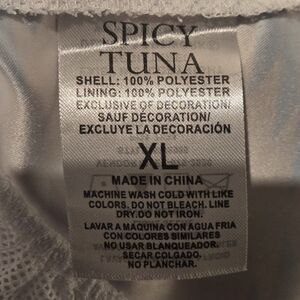 SPICY
TUNA
SHELL: 100% POLYESTER
LINING: 100% POLYESTER
EXCLUSIVE OF DECORATION/
SAUF DÉCORATION/
EXCLUYE LA DECORACIÓN
XL
MADE IN CHINA
MACHINE WASH COLD WITH LIKE
COLORS. DO NOT BLEACH. LINE
DRY.DO NOT IRON.
LAVAR A MAQUINA CON AGUA FRIA
CON COLORES SIMILARES
NO USAR BLANQUEADOR.
SECAR COLGADO.
NO PLANCHAR.